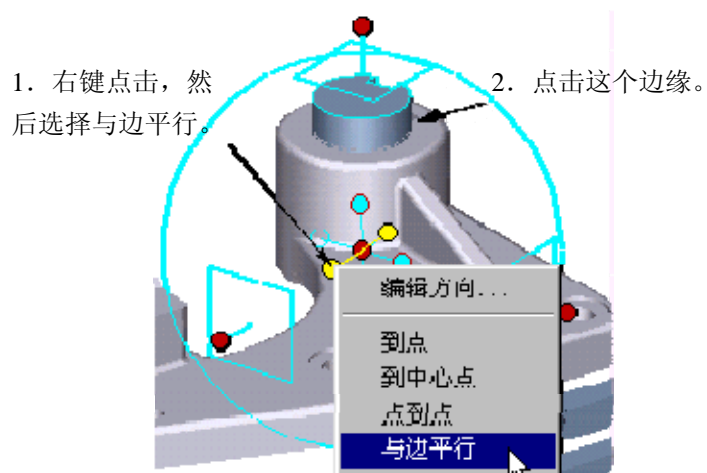 1．右键点击，然
后选择与边平行。
2．点击这个边缘。
编辑方向...
到点
到中心点
点到点
与边平行